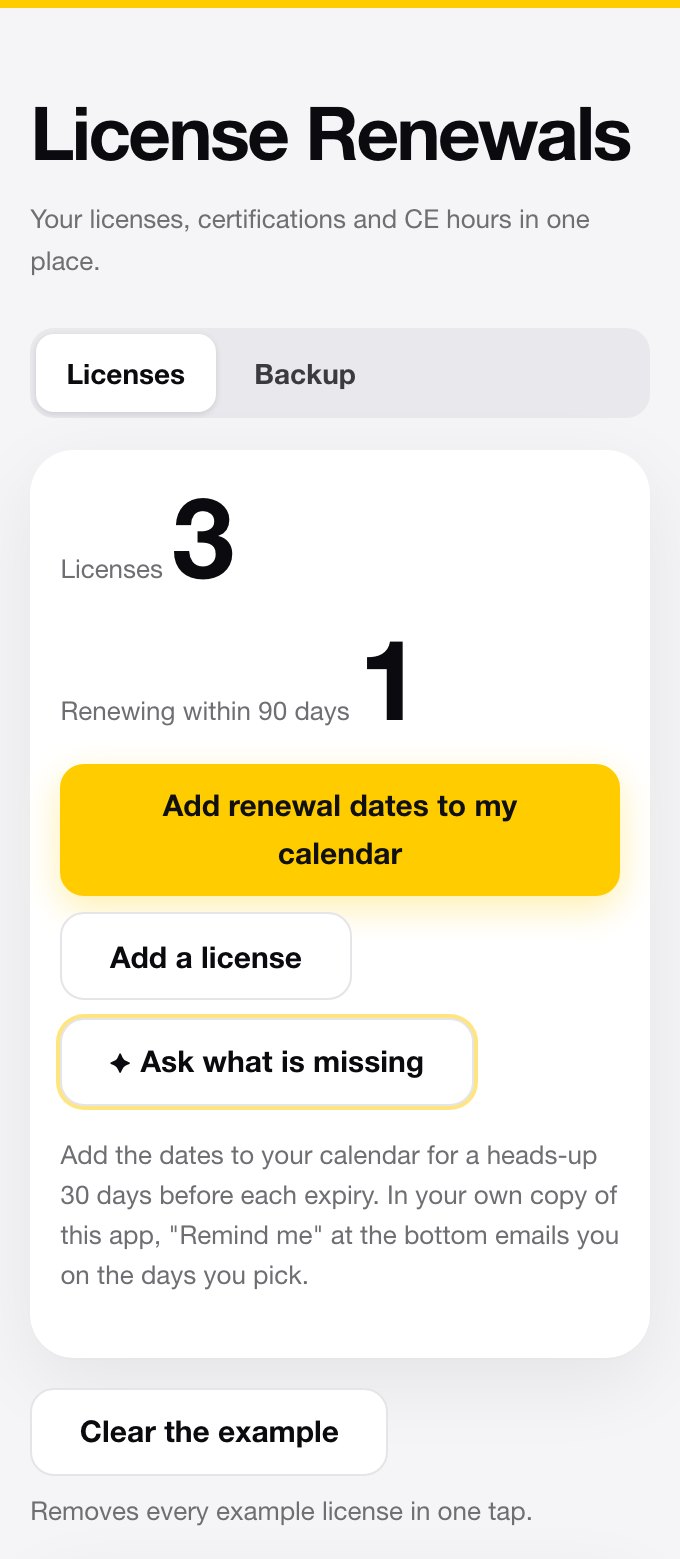 License Renewals
Your licenses, certifications and CE hours in one
place.
Licenses
Backup
Licenses 3
Renewing within 90 days 1
Add renewal dates to my
calendar
Add a license
✦ Ask what is missing
Add the dates to your calendar for a heads-up
30 days before each expiry. In your own copy of
this app, "Remind me" at the bottom emails you
on the days you pick.
Clear the example
Removes every example license in one tap.